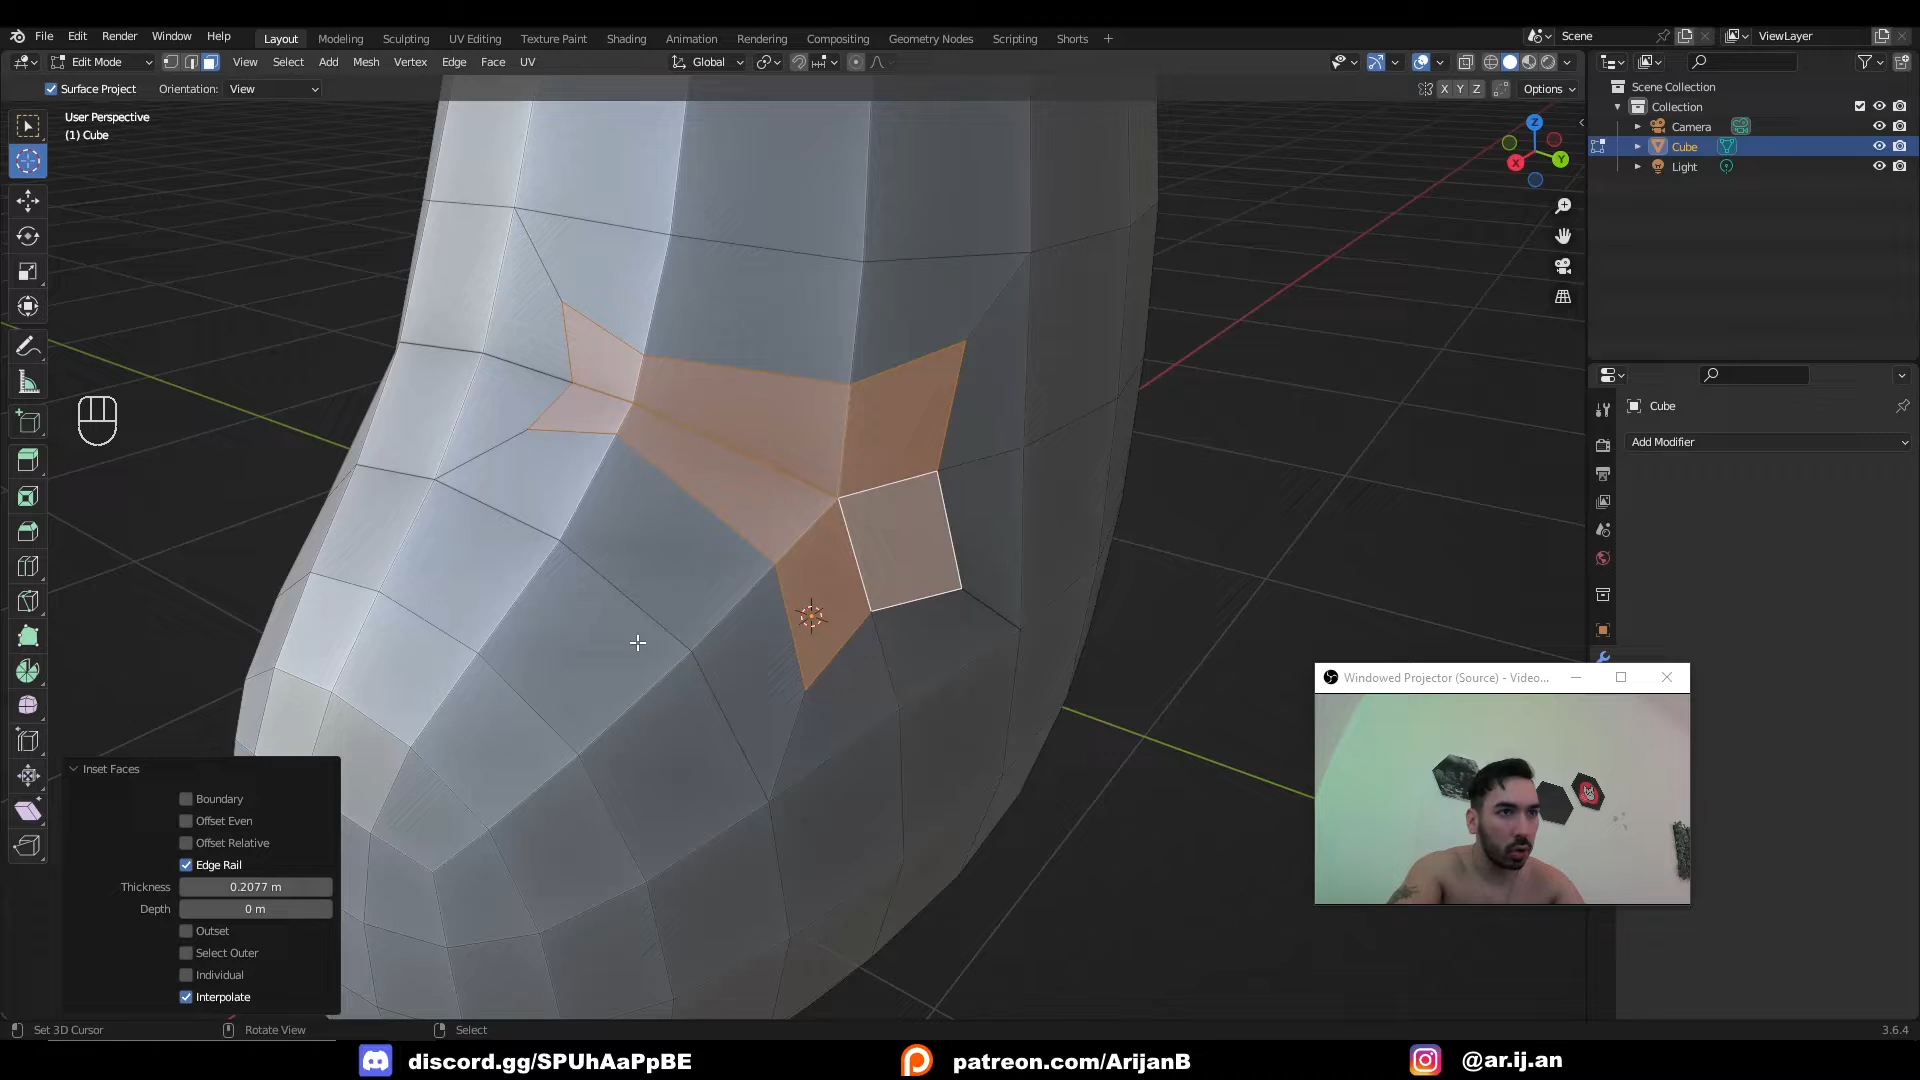 File Edit Render Window Help Layout Modeling Sculpting UV Editing Texture Paint Shading Animation Rendering Compositing Geometry Nodes Scripting Shorts + Scene ViewLayer
Edit Mode View Select Add Mesh Vertex Edge Face UV Global
Surface Project Orientation: View X Y Z Options
User Perspective
(1) Cube
Z
Y
X
Scene Collection
Collection
Camera
Cube
Light
Cube
Add Modifier
Windowed Projector (Source) - Video...
Inset Faces
Boundary
Offset Even
Offset Relative
Edge Rail
Thickness 0.2077 m
Depth 0 m
Outset
Select Outer
Individual
Interpolate
Set 3D Cursor Rotate View Select 3.6.4
discord.gg/SPUhAaPpBE patreon.com/ArijanB @ar.ij.an